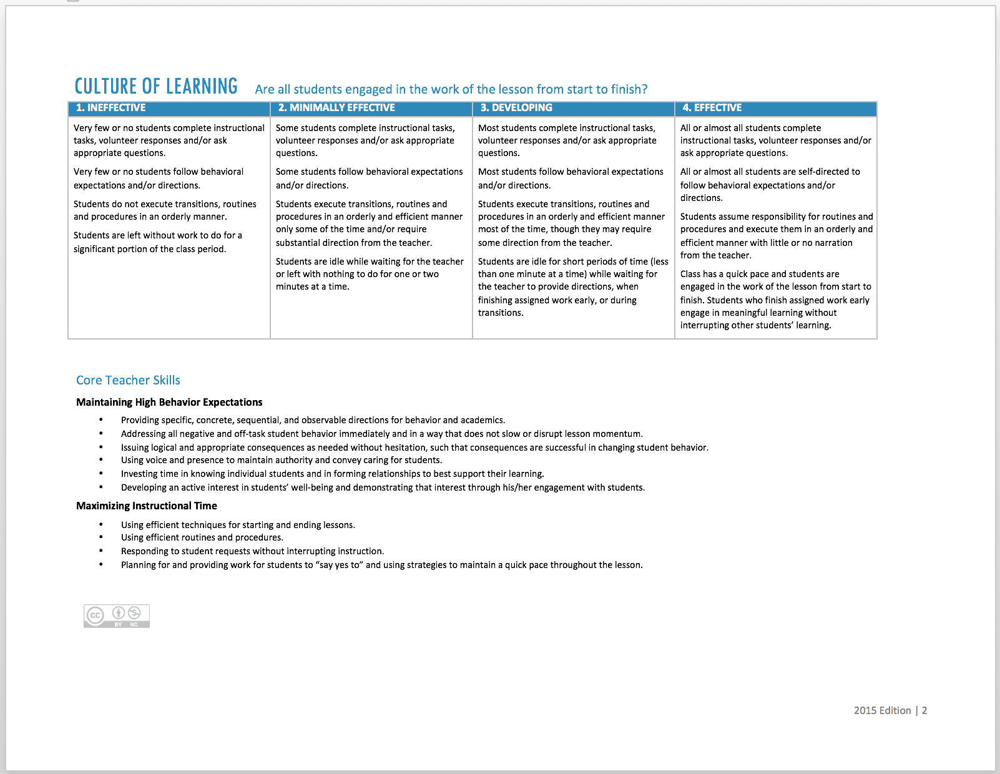 CULTURE OF LEARNING Are all students engaged in the work of the lesson from start to finish?
1. INEFFECTIVE
Very few or no students complete instructional
tasks, volunteer responses and/or ask
appropriate questions.
Very few or no students follow behavioral
expectations and/or directions.
Students do not execute transitions, routines
and procedures in an orderly manner.
Students are left without work to do for a
significant portion of the class period.
2. MINIMALLY EFFECTIVE
Some students complete instructional tasks,
volunteer responses and/or ask appropriate
questions.
Some students follow behavioral expectations
and/or directions.
Students execute transitions, routines and
procedures in an orderly and efficient manner
only some of the time and/or require
substantial direction from the teacher.
Students are idle while waiting for the teacher
or left with nothing to do for one or two
minutes at a time.
3. DEVELOPING
Most students complete instructional tasks,
volunteer responses and/or ask appropriate
questions.
Most students follow behavioral expectations
and/or directions.
Students execute transitions, routines and
procedures in an orderly and efficient manner
most of the time, though they may require
some direction from the teacher.
Students are idle for short periods of time (less
than one minute at a time) while waiting for
the teacher to provide directions, when
finishing assigned work early, or during
transitions.
4. EFFECTIVE
All or almost all students complete
instructional tasks, volunteer responses and/or
ask appropriate questions.
All or almost all students are self-directed to
follow behavioral expectations and/or
directions.
Students assume responsibility for routines and
procedures and execute them in an orderly and
efficient manner with little or no narration
from the teacher.
Class has a quick pace and students are
engaged in the work of the lesson from start to
finish. Students who finish assigned work early
engage in meaningful learning without
interrupting other students’ learning.
Core Teacher Skills
Maintaining High Behavior Expectations
• Providing specific, concrete, sequential, and observable directions for behavior and academics.
• Addressing all negative and off-task student behavior immediately and in a way that does not slow or disrupt lesson momentum.
• Issuing logical and appropriate consequences as needed without hesitation, such that consequences are successful in changing student behavior.
• Using voice and presence to maintain authority and convey caring for students.
• Investing time in knowing individual students and in forming relationships to best support their learning.
• Developing an active interest in students’ well-being and demonstrating that interest through his/her engagement with students.
Maximizing Instructional Time
• Using efficient techniques for starting and ending lessons.
• Using efficient routines and procedures.
• Responding to student requests without interrupting instruction.
• Planning for and providing work for students to “say yes to” and using strategies to maintain a quick pace throughout the lesson.
cc
BY NC
2015 Edition | 2